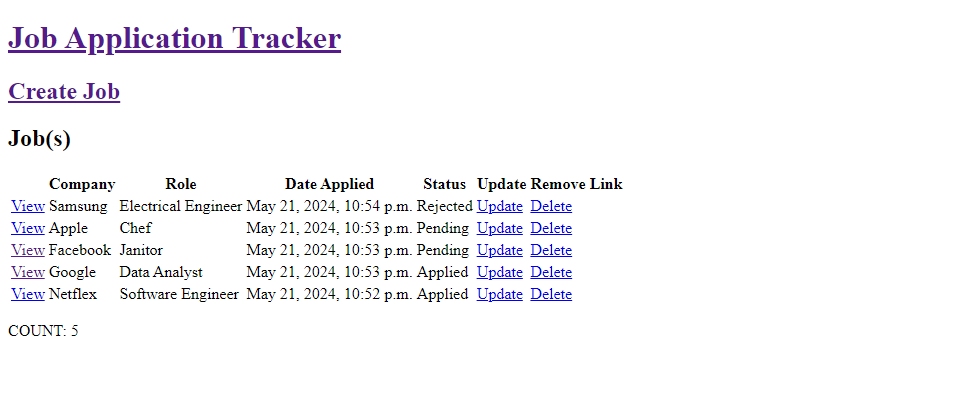 Job Application Tracker
Create Job
Job(s)
Company Role Date Applied Status Update Remove Link
View Samsung Electrical Engineer May 21, 2024, 10:54 p.m. Rejected Update Delete
View Apple Chef May 21, 2024, 10:53 p.m. Pending Update Delete
View Facebook Janitor May 21, 2024, 10:53 p.m. Pending Update Delete
View Google Data Analyst May 21, 2024, 10:53 p.m. Applied Update Delete
View Netflex Software Engineer May 21, 2024, 10:52 p.m. Applied Update Delete
COUNT: 5